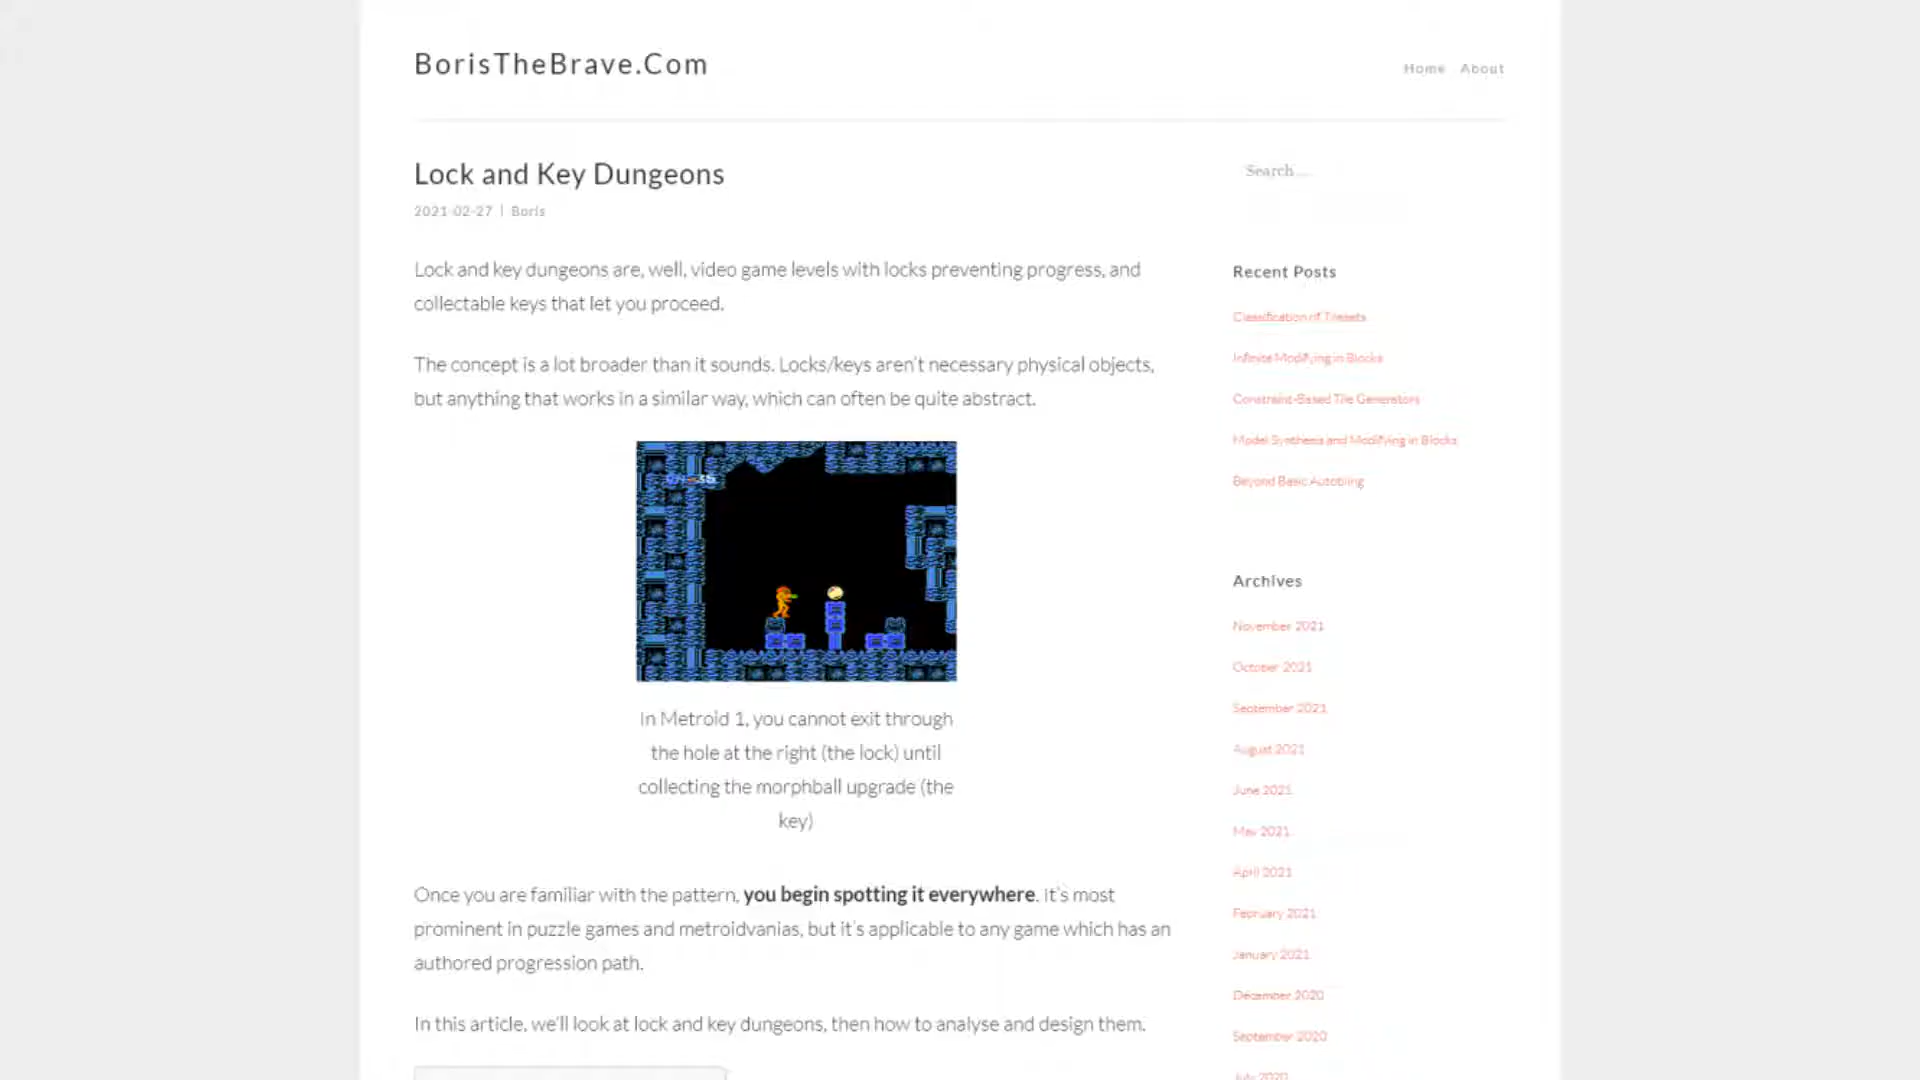 BorisTheBrave.Com
Home About
Lock and Key Dungeons
2021-02-27 | Boris
Lock and key dungeons are, well, video game levels with locks preventing progress, and
collectable keys that let you proceed.
The concept is a lot broader than it sounds. Locks/keys aren't necessary physical objects,
but anything that works in a similar way, which can often be quite abstract.
In Metroid 1, you cannot exit through
the hole at the right (the lock) until
collecting the morphball upgrade (the
key)
Once you are familiar with the pattern, you begin spotting it everywhere. It's most
prominent in puzzle games and metroidvanias, but it's applicable to any game which has an
authored progression path.
In this article, we'll look at lock and key dungeons, then how to analyse and design them.
Search …
Recent Posts
Classification of Tilesets
Infinite Modifying in Blocks
Constraint-Based Tile Generators
Model Synthesis and Modifying in Blocks
Beyond Basic Autotiling
Archives
November 2021
October 2021
September 2021
August 2021
June 2021
May 2021
April 2021
February 2021
January 2021
December 2020
September 2020
July 2020